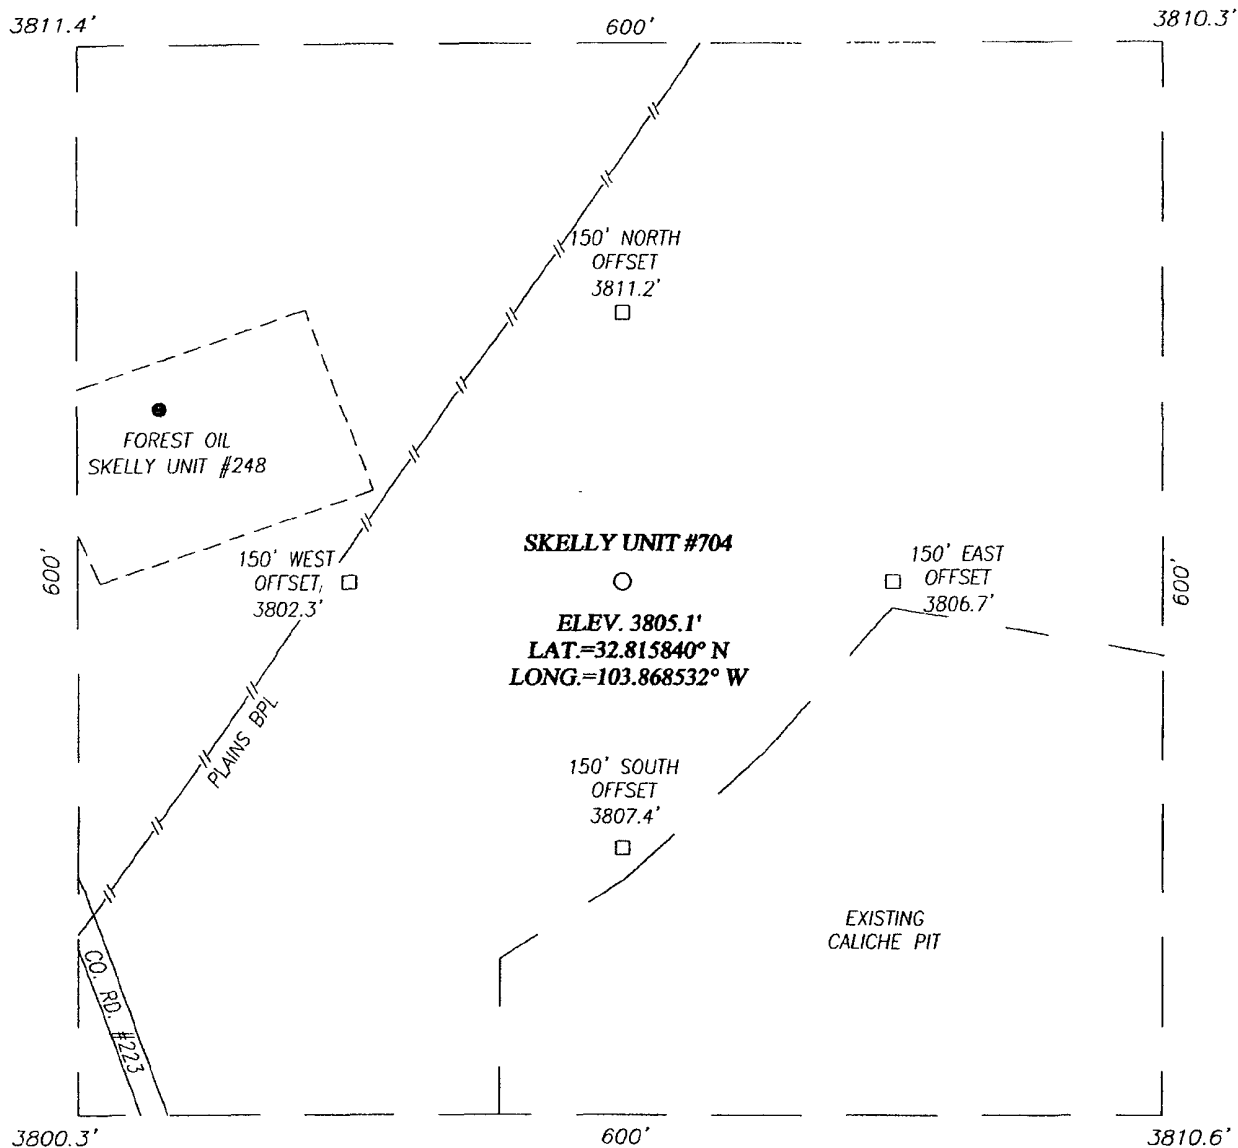 3811.4'
600'
3810.3'
150' NORTH
OFFSET
3811.2'
FOREST OIL
SKELLY UNIT #248
600'
150' WEST
OFFSET,
3802.3'
SKELLY UNIT #704
ELEV. 3805.1'
LAT.=32.815840° N
LONG.=103.868532° W
150' EAST
OFFSET
3806.7'
600'
PLAINS BPL
150' SOUTH
OFFSET
3807.4'
EXISTING
CALICHE PIT
CO. RD. #223
3800.3'
600'
3810.6'